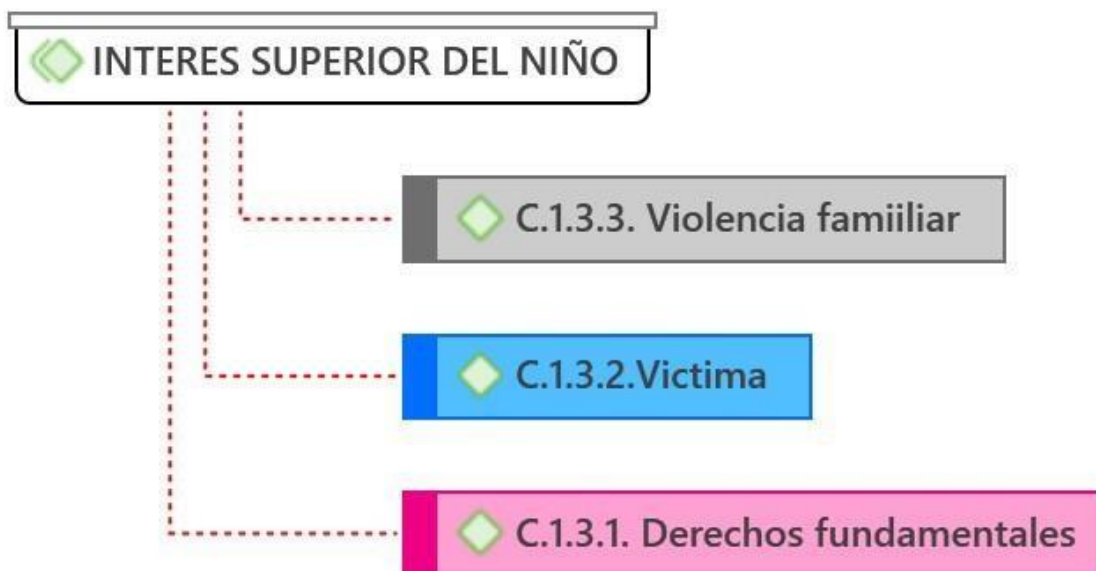 INTERES SUPERIOR DEL NIÑO
C.1.3.3. Violencia famiiliar
C.1.3.2.Victima
C.1.3.1. Derechos fundamentales